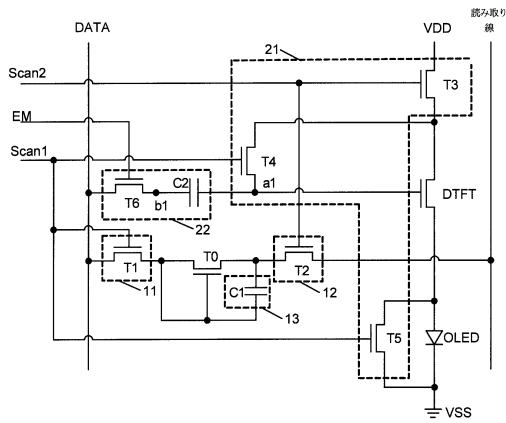 DATA
VDD
読み取り
線
21
Scan2
T3
EM
Scan1
T4
C2
a1
DTFT
T6
b1
22
T1
T0
T2
11
C1
12
13
T5
OLED
VSS